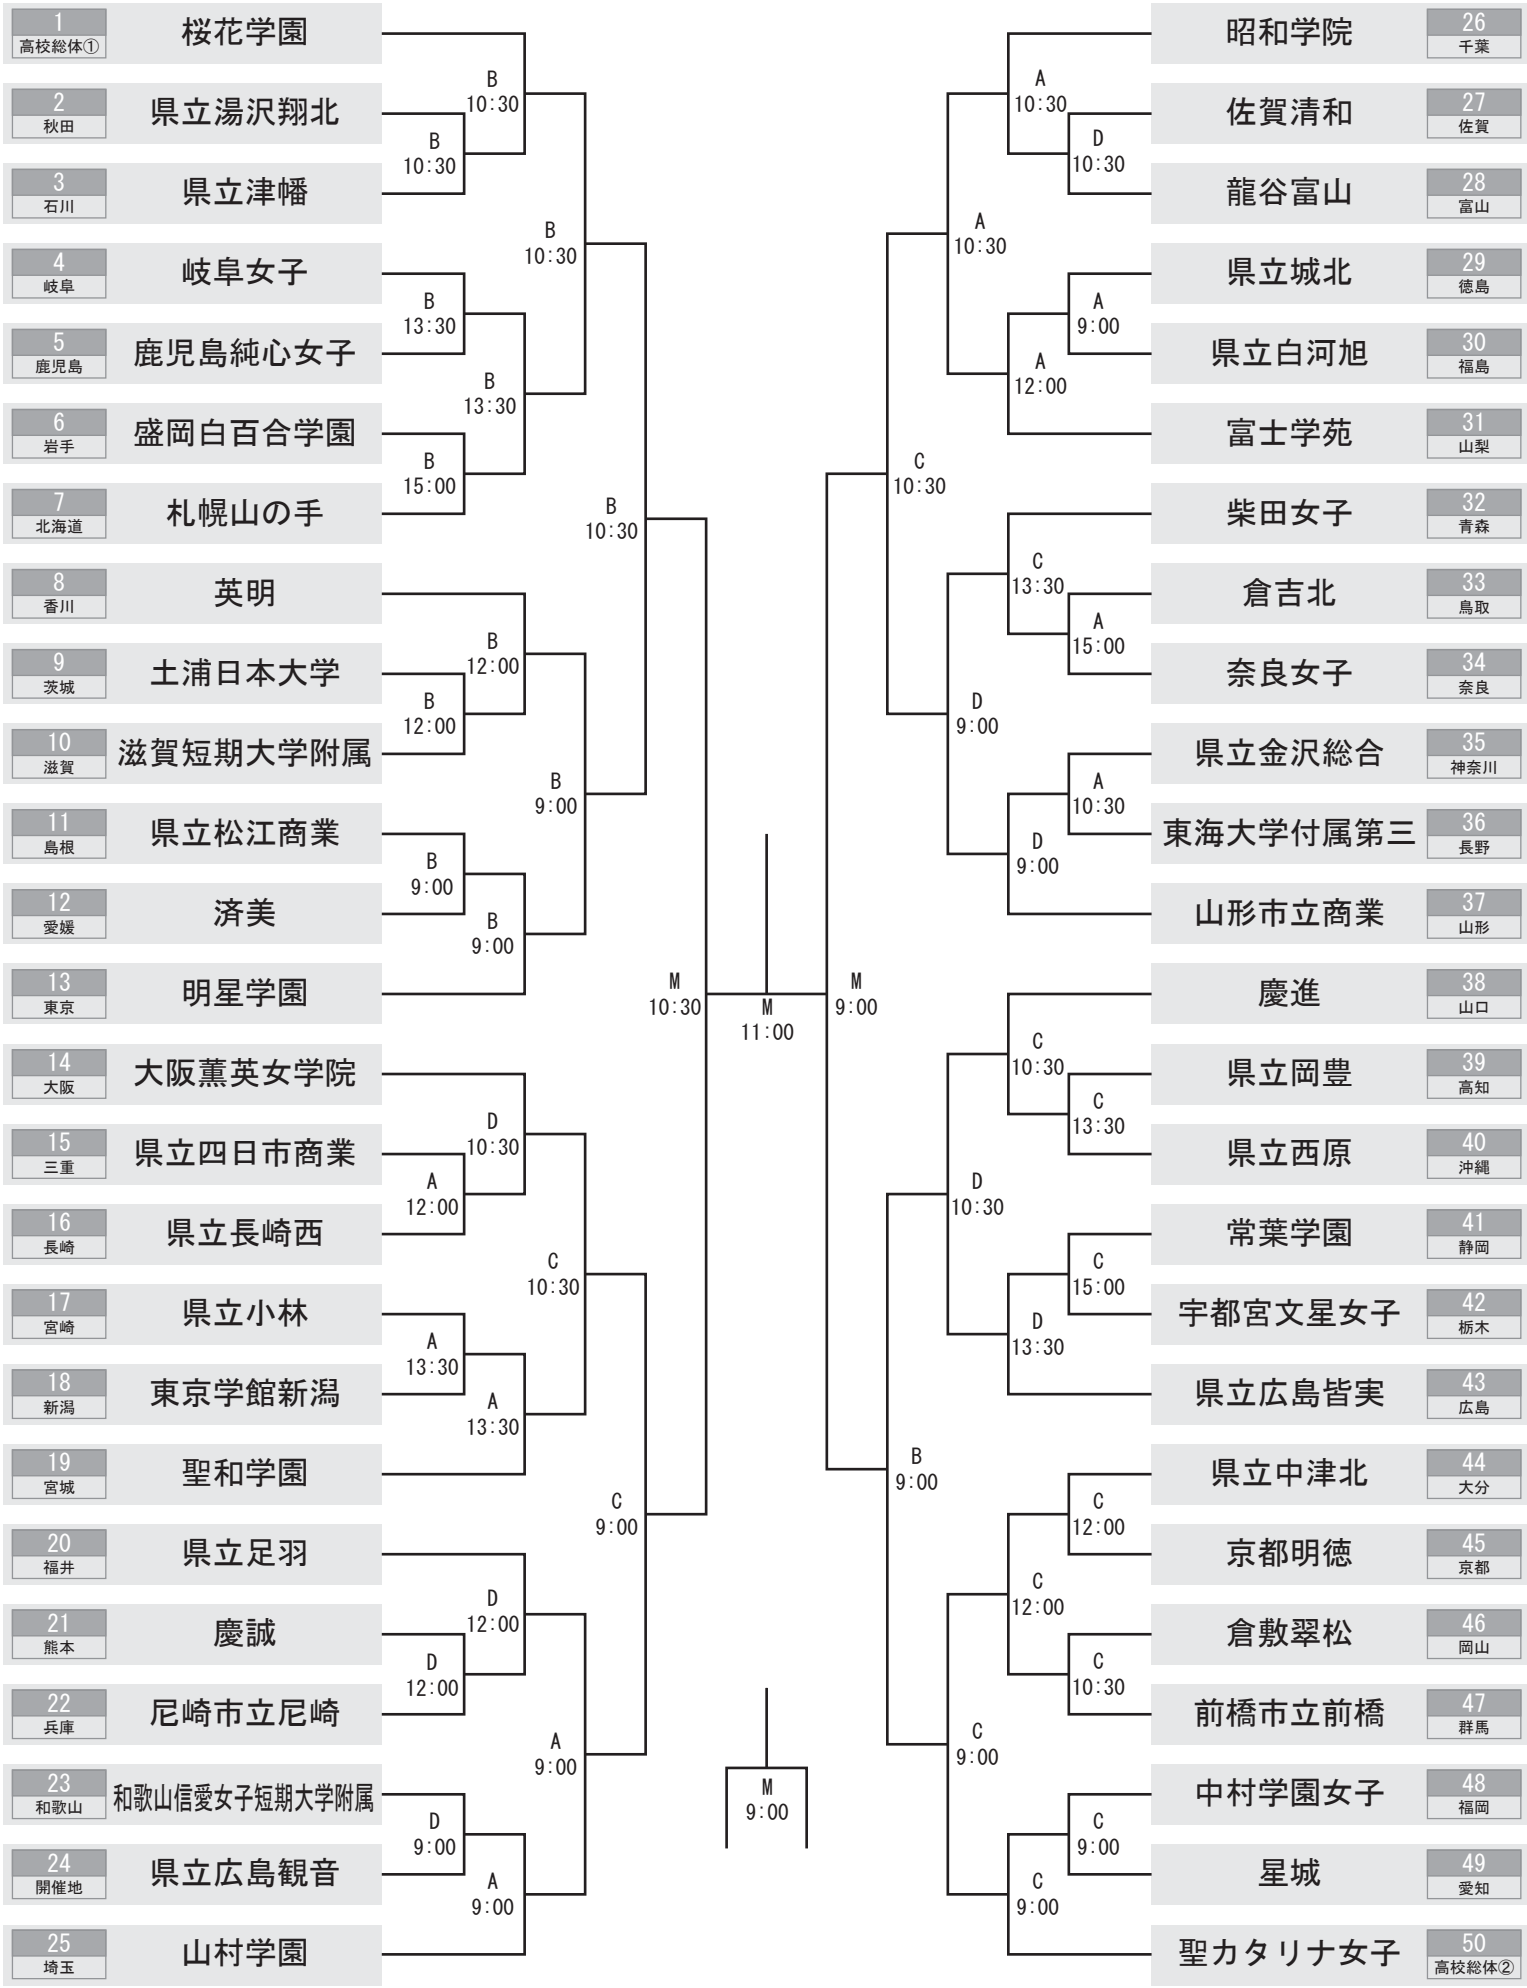 1
高校総体①
桜花学園
2
秋田
県立湯沢翔北
3
石川
県立津幡
4
岐阜
岐阜女子
5
鹿児島
鹿児島純心女子
6
岩手
盛岡白百合学園
7
北海道
札幌山の手
8
香川
英明
9
茨城
土浦日本大学
10
滋賀
滋賀短期大学附属
11
島根
県立松江商業
12
愛媛
済美
13
東京
明星学園
14
大阪
大阪薫英女学院
15
三重
県立四日市商業
16
長崎
県立長崎西
17
宮崎
県立小林
18
新潟
東京学館新潟
19
宮城
聖和学園
20
福井
県立足羽
21
熊本
慶誠
22
兵庫
尼崎市立尼崎
23
和歌山
和歌山信愛女子短期大学附属
24
開催地
県立広島観音
25
埼玉
山村学園
B
10:30
B
13:30
B
15:00
B
12:00
B
9:00
A
12:00
A
13:30
D
12:00
D
9:00
B
10:30
B
13:30
B
12:00
B
9:00
D
10:30
A
13:30
D
12:00
A
9:00
B
10:30
B
9:00
C
10:30
A
9:00
B
10:30
C
9:00
M
10:30
M
11:00
M
9:00
M
9:00
C
10:30
B
9:00
A
10:30
D
9:00
D
10:30
C
9:00
A
10:30
A
12:00
C
13:30
D
9:00
C
10:30
D
13:30
C
12:00
C
9:00
D
10:30
A
9:00
A
15:00
A
10:30
C
13:30
C
15:00
C
12:00
C
10:30
C
9:00
昭和学院
26
千葉
佐賀清和
27
佐賀
龍谷富山
28
富山
県立城北
29
徳島
県立白河旭
30
福島
富士学苑
31
山梨
柴田女子
32
青森
倉吉北
33
鳥取
奈良女子
34
奈良
県立金沢総合
35
神奈川
東海大学付属第三
36
長野
山形市立商業
37
山形
慶進
38
山口
県立岡豊
39
高知
県立西原
40
沖縄
常葉学園
41
静岡
宇都宮文星女子
42
栃木
県立広島皆実
43
広島
県立中津北
44
大分
京都明徳
45
京都
倉敷翠松
46
岡山
前橋市立前橋
47
群馬
中村学園女子
48
福岡
星城
49
愛知
聖カタリナ女子
50
高校総体②